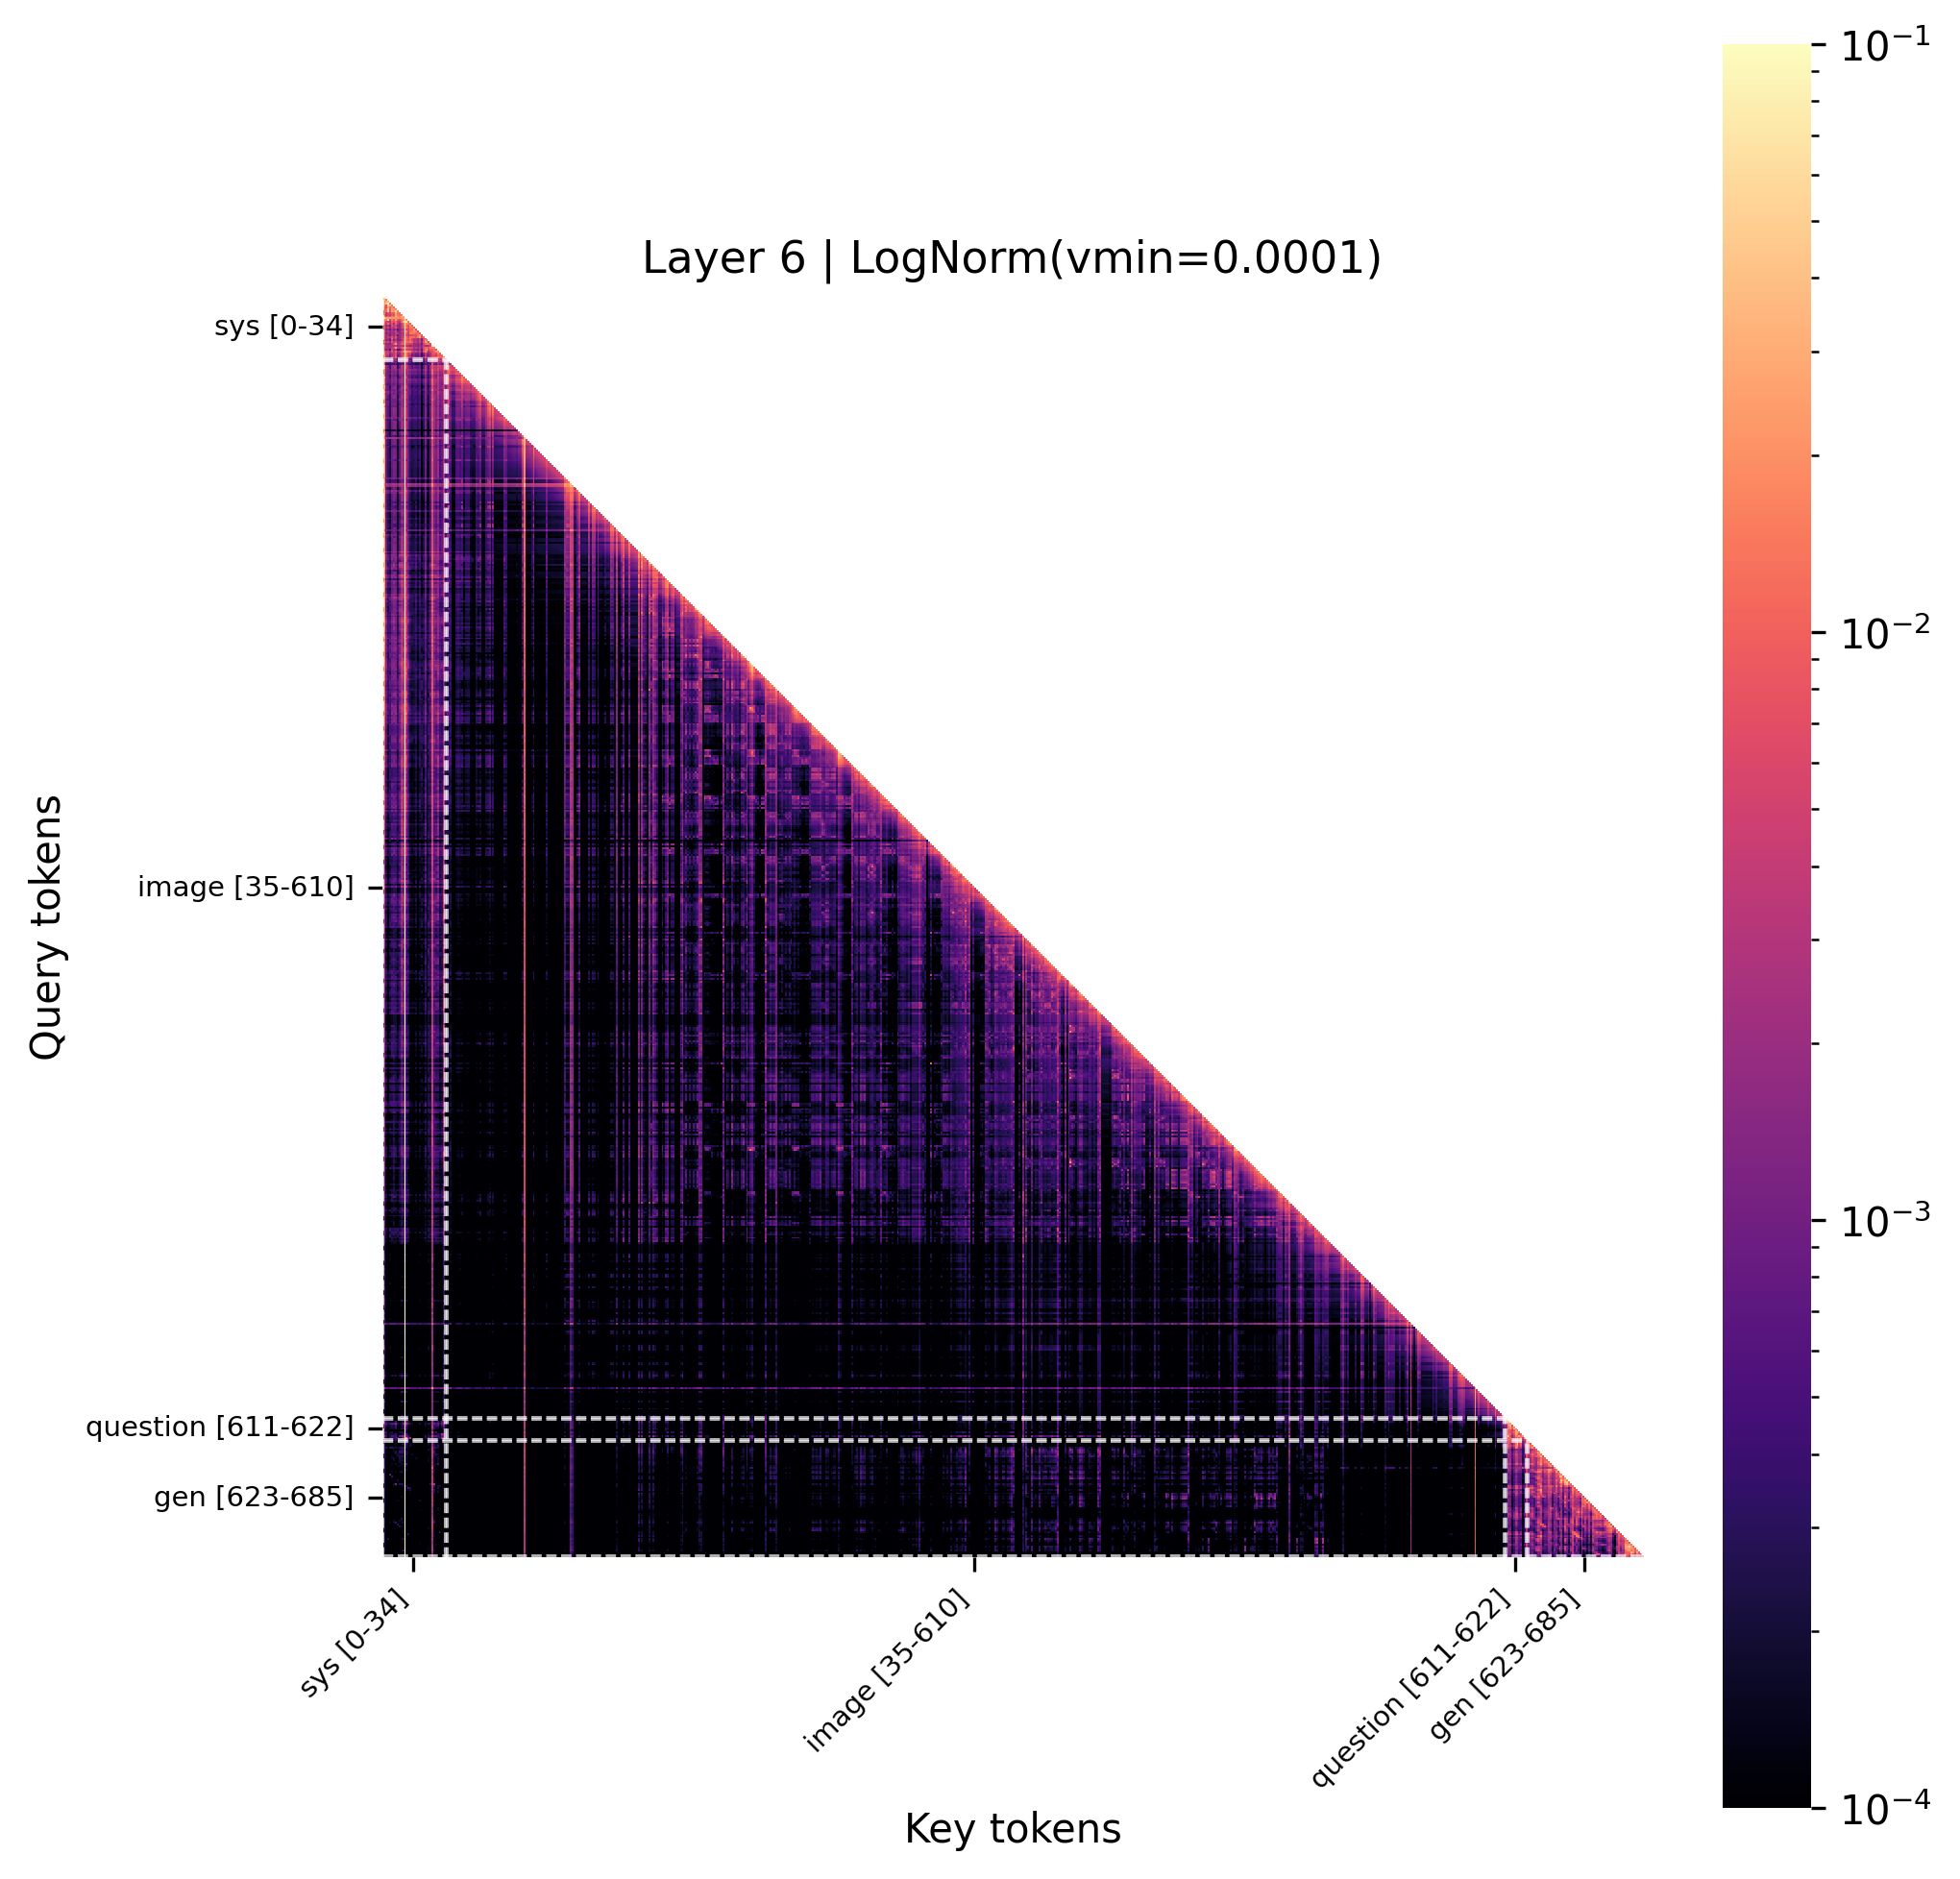 Layer 6 | LogNorm(vmin=0.0001)
Query tokens
sys [0-34]
image [35-610]
question [611-622]
gen [623-685]
sys [0-34]
image [35-610]
question [611-622]
gen [623-685]
Key tokens
10⁻¹
10⁻²
10⁻³
10⁻⁴